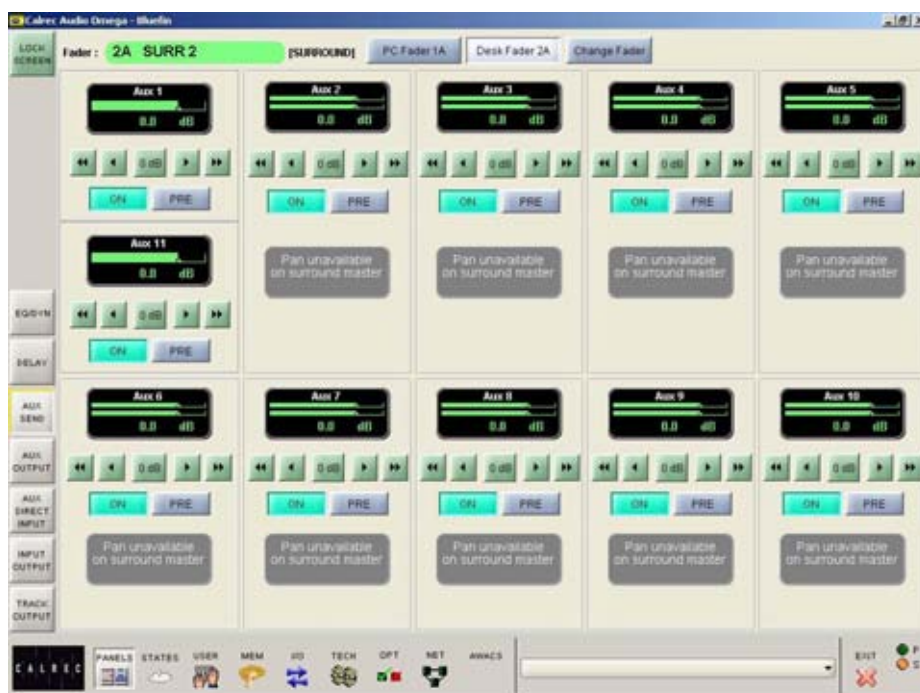 Calrec Audio Omega - Bluefin
LOCK SCREEN
Fader : 2A SURR 2 [SURROUND] PC Fader 1A Desk Fader 2A Change Fader
Aux 1 Aux 2 Aux 3 Aux 4 Aux 5
0.0 dB 0.0 dB 0.0 dB 0.0 dB 0.0 dB
0 dB 0 dB 0 dB 0 dB 0 dB
ON PRE ON PRE ON PRE ON PRE ON PRE
Aux 11
0.0 dB
0 dB
ON PRE
Pan unavailable Pan unavailable Pan unavailable Pan unavailable
on surround master on surround master on surround master on surround master
EQ/DYN
DELAY
AUX SEND
AUX OUTPUT
AUX DIRECT INPUT
INPUT OUTPUT
TRACK OUTPUT
Aux 6 Aux 7 Aux 8 Aux 9 Aux 10
0.0 dB 0.0 dB 0.0 dB 0.0 dB 0.0 dB
0 dB 0 dB 0 dB 0 dB 0 dB
ON PRE ON PRE ON PRE ON PRE ON PRE
Pan unavailable Pan unavailable Pan unavailable Pan unavailable Pan unavailable
on surround master on surround master on surround master on surround master on surround master
CALREC PANELS STATES USER MEM I/O TECH OPT NET AWACS EXIT P
S